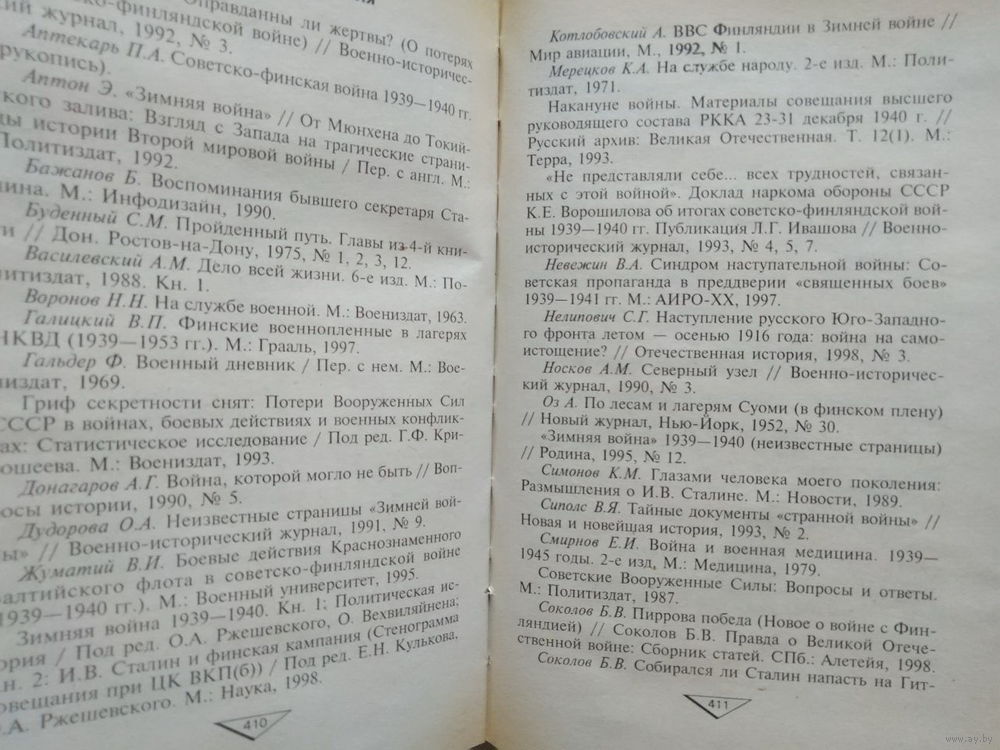 Оправданны ли жертвы? (О потерях
ско-финляндской войне) // Военно-историчес-
кий журнал, 1992, № 3.
Аптекарь П.А. Советско-финская война 1939—1940 гг.
рукопись).
Аптон Э. «Зимняя война» // От Мюнхена до Токий-
ского залива: Взгляд с Запада на трагические страни-
цы истории Второй мировой войны / Пер. с англ. М.:
Политиздат, 1992.
Бажанов Б. Воспоминания бывшего секретаря Ста-
лина. М.: Инфодизайн, 1990.
Буденный С.М. Пройденный путь. Главы из 4-й кни-
ги // Дон. Ростов-на-Дону, 1975, № 1, 2, 3, 12.
Василевский А.М. Дело всей жизни. 6-е изд. М.: По-
литиздат, 1988. Кн. 1.
Воронов Н.Н. На службе военной. М.: Воениздат, 1963.
Галицкий В.П. Финские военнопленные в лагерях
НКВД (1939—1953 гг.). М.: Грааль, 1997.
Гальдер Ф. Военный дневник / Пер. с нем. М.: Вое-
низдат, 1969.
Гриф секретности снят: Потери Вооруженных Сил
СССР в войнах, боевых действиях и военных конфлик-
тах: Статистическое исследование / Под ред. Г.Ф. Кри-
вошеева. М.: Воениздат, 1993.
Донагаров А.Г. Война, которой могло не быть // Воп-
росы истории, 1990, № 5.
Дудорова О.А. Неизвестные страницы «Зимней вой-
ны» // Военно-исторический журнал, 1991, № 9.
Жуматий В.И. Боевые действия Краснознаменного
Балтийского флота в советско-финляндской войне
(1939—1940 гг.). М.: Военный университет, 1995.
Зимняя война 1939—1940. Кн. 1; Политическая ис-
тория / Под ред. О.А. Ржешевского, О. Вехвиляйнена;
Кн. 2: И.В. Сталин и финская кампания (Стенограмма
совещания при ЦК ВКП(б)) / Под ред. Е.Н. Кулькова,
О.А. Ржешевского. М.: Наука, 1998.
410
Котлобовский А. ВВС Финляндии в Зимней войне //
Мир авиации, М., 1992, № 1.
Мерецков К.А. На службе народу. 2-е изд. М.: Поли-
тиздат, 1971.
Накануне войны. Материалы совещания высшего
руководящего состава РККА 23-31 декабря 1940 г. //
Русский архив: Великая Отечественная. Т. 12(1). М.:
Терра, 1993.
«Не представляли себе... всех трудностей, связан-
ных с этой войной». Доклад наркома обороны СССР
К.Е. Ворошилова об итогах советско-финляндской вой-
ны 1939—1940 гг. Публикация Л.Г. Ивашова // Военно-
исторический журнал, 1993, № 4, 5, 7.
Невежин В.А. Синдром наступательной войны: Со-
ветская пропаганда в преддверии «священных боев»
1939—1941 гг. М.: АИРО-XX, 1997.
Нелипович С.Г. Наступление русского Юго-Западно-
го фронта летом — осенью 1916 года: война на само-
истощение? // Отечественная история, 1998, № 3.
Носков А.М. Северный узел // Военно-историчес-
кий журнал, 1990, № 3.
Оз А. По лесам и лагерям Суоми (в финском плену)
// Новый журнал, Нью-Йорк, 1952, № 30.
«Зимняя война» 1939—1940 (неизвестные страницы)
// Родина, 1995, № 12.
Симонов К.М. Глазами человека моего поколения:
Размышления о И.В. Сталине. М.: Новости, 1989.
Сиполс В.Я. Тайные документы «странной войны» //
Новая и новейшая история, 1993, № 2.
Смирнов Е.И. Война и военная медицина. 1939—
1945 годы. 2-е изд, М.: Медицина, 1979.
Советские Вооруженные Силы: Вопросы и ответы.
М.: Политиздат, 1987.
Соколов Б.В. Пиррова победа (Новое о войне с Фин-
ляндией) // Соколов Б.В. Правда о Великой Отече-
ственной войне: Сборник статей. СПб.: Алетейя, 1998.
Соколов Б.В. Собирался ли Сталин напасть на Гит-
411
www.ay.by